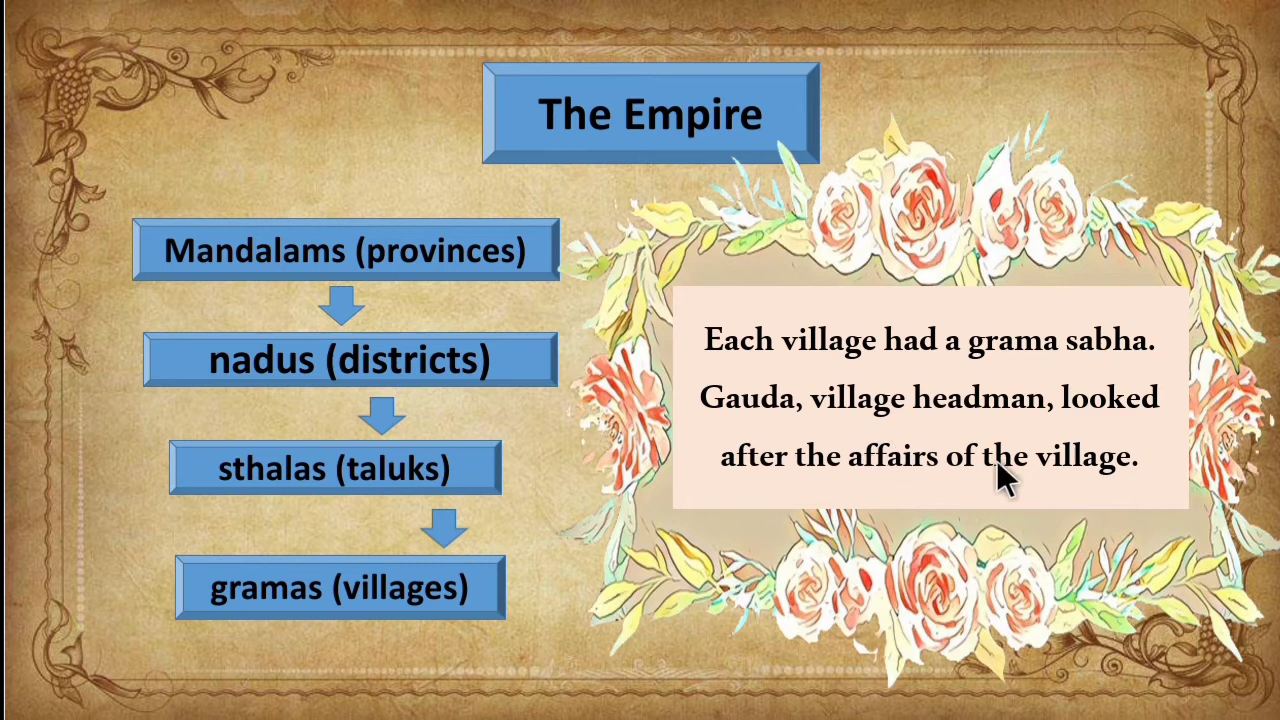 The Empire
Mandalams (provinces)
nadus (districts)
sthalas (taluks)
gramas (villages)
Each village had a grama sabha.
Gauda, village headman, looked
after the affairs of the village.